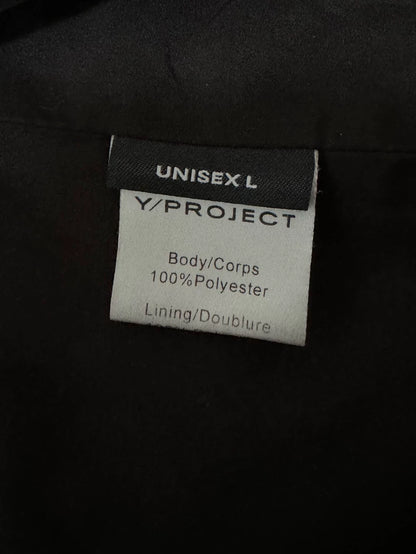 UNISEX L
Y/PROJECT
Body/Corps
100%Polyester
Lining/Doublure